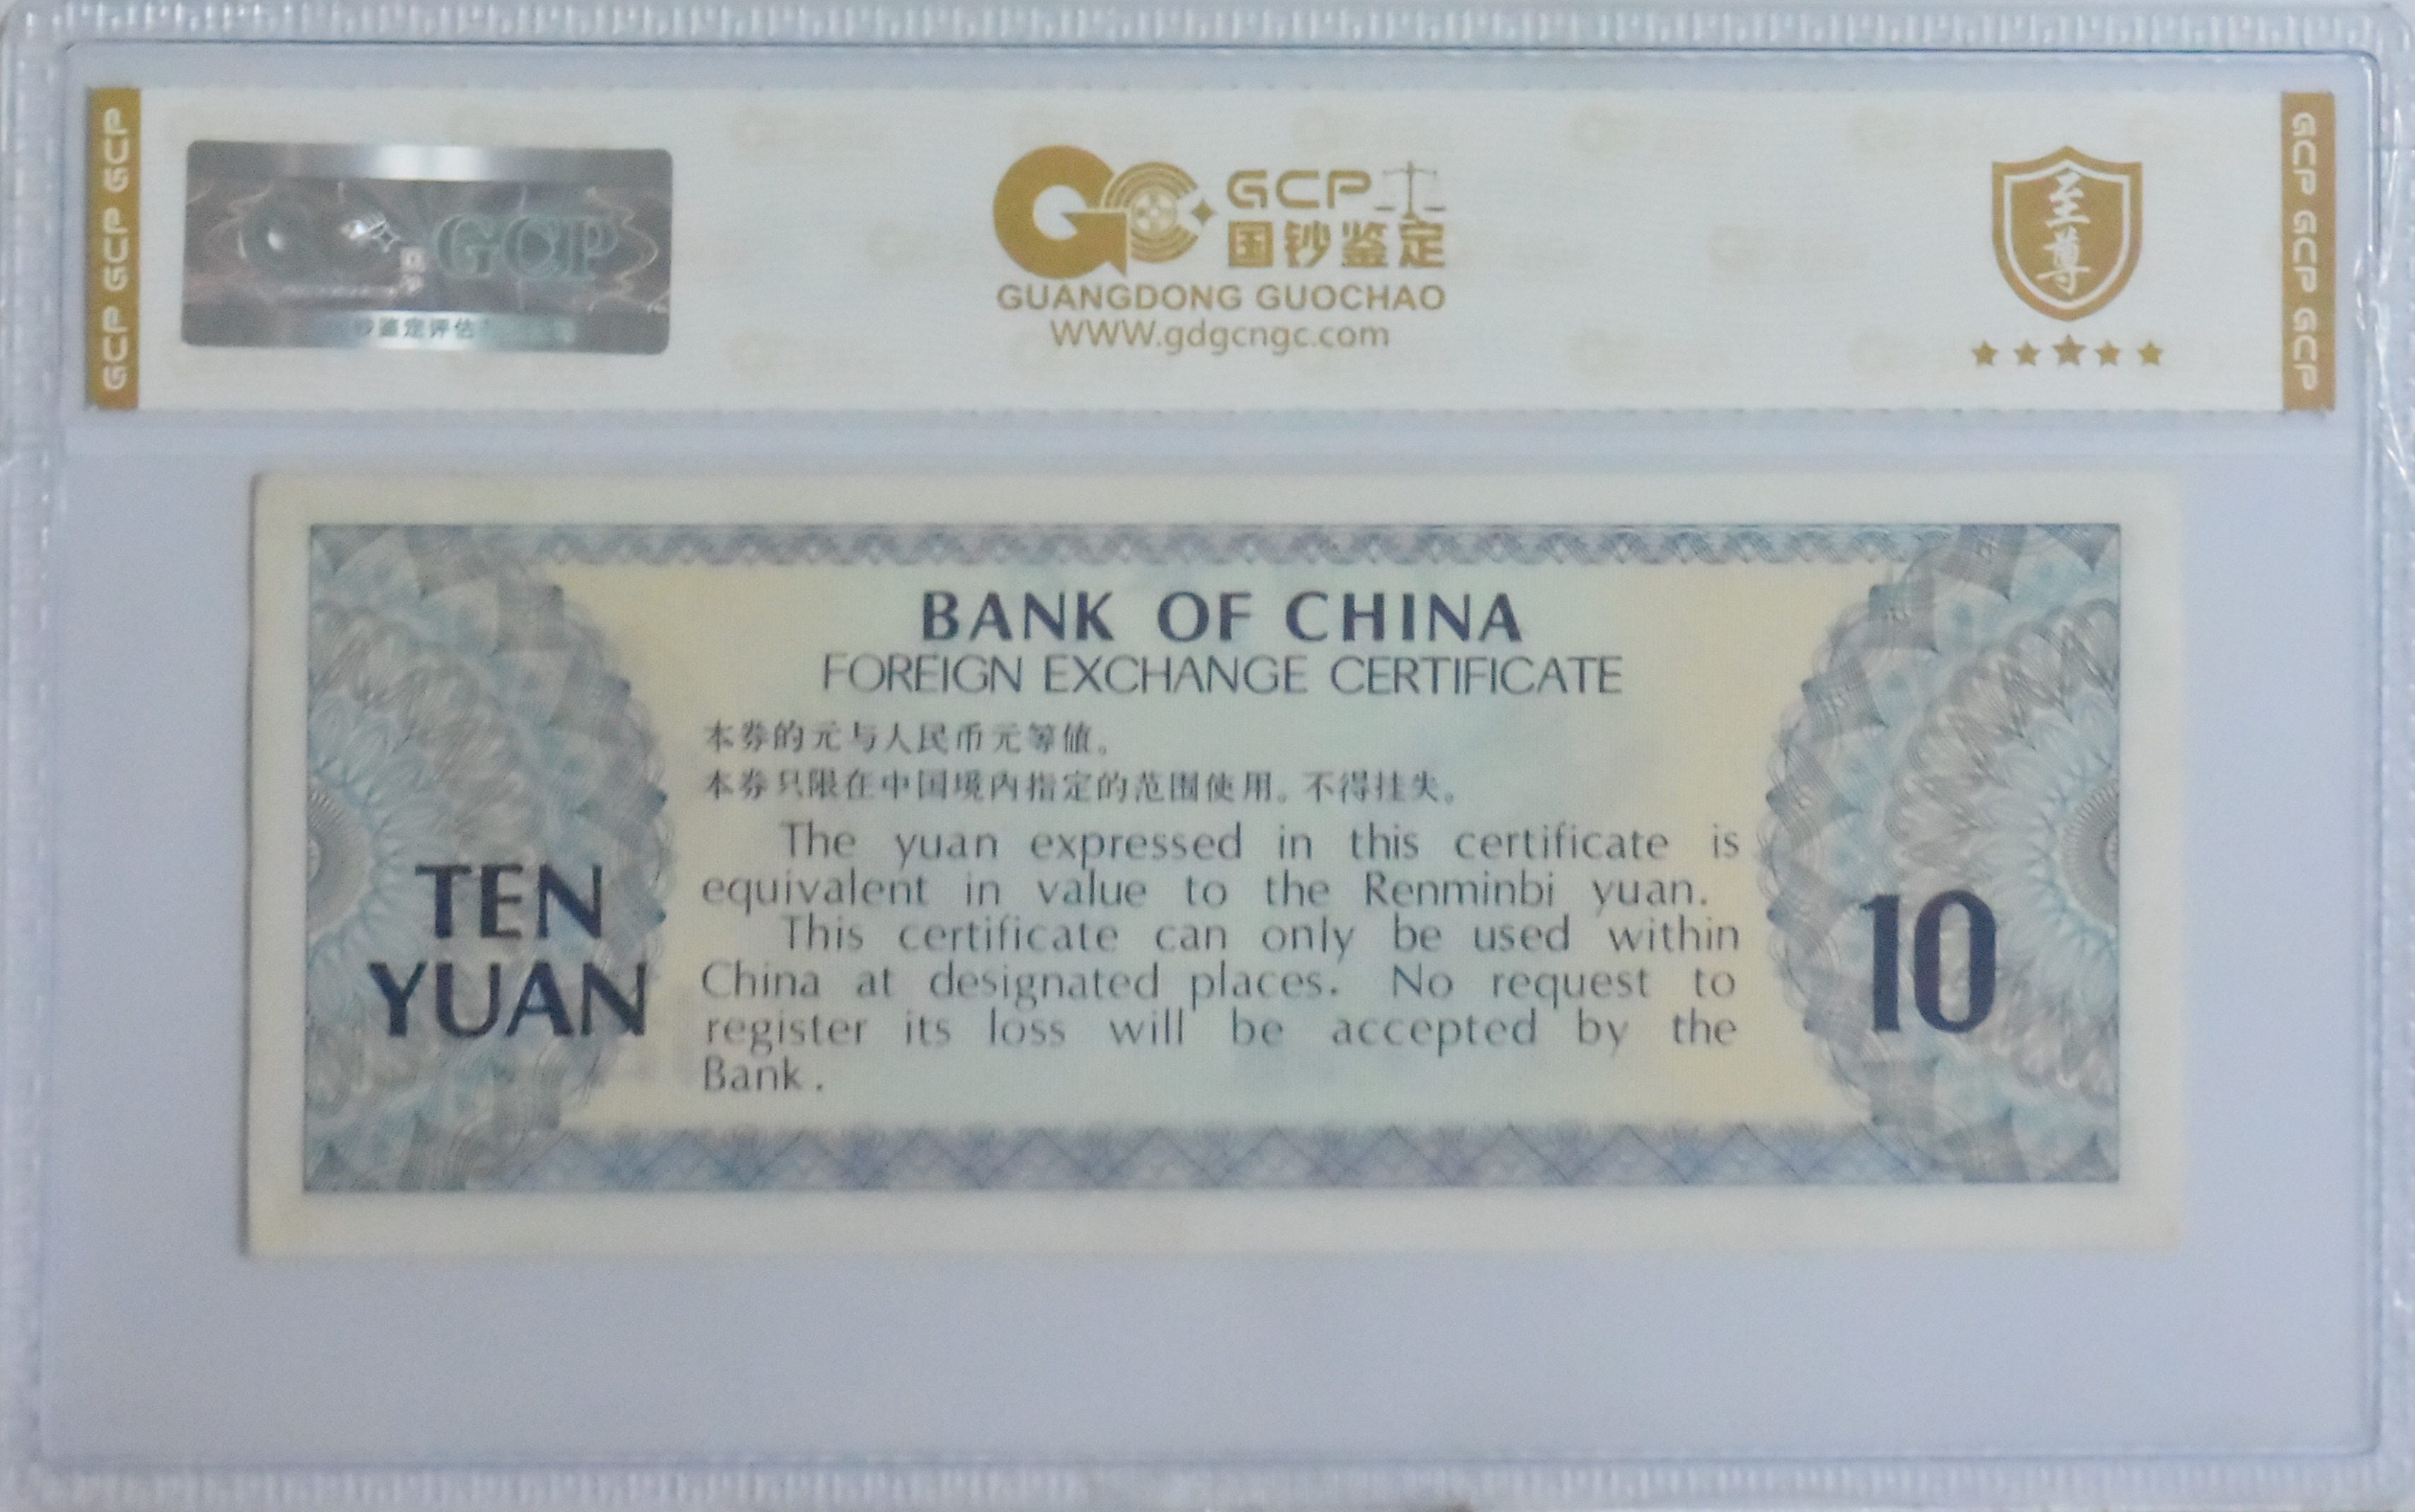 GCP GCP GCP
GCP
钞鉴定评估
GCP
国钞鉴定
GUANGDONG GUOCHAO
WWW.gdgcngc.com
至尊
GCP GCP GCP
BANK OF CHINA
FOREIGN EXCHANGE CERTIFICATE
本券的元与人民币元等值。
本券只限在中国境内指定的范围使用。不得挂失。
The yuan expressed in this certificate is
equivalent in value to the Renminbi yuan.
This certificate can only be used within
China at designated places. No request to
register its loss will be accepted by the
Bank.
TEN
YUAN
10